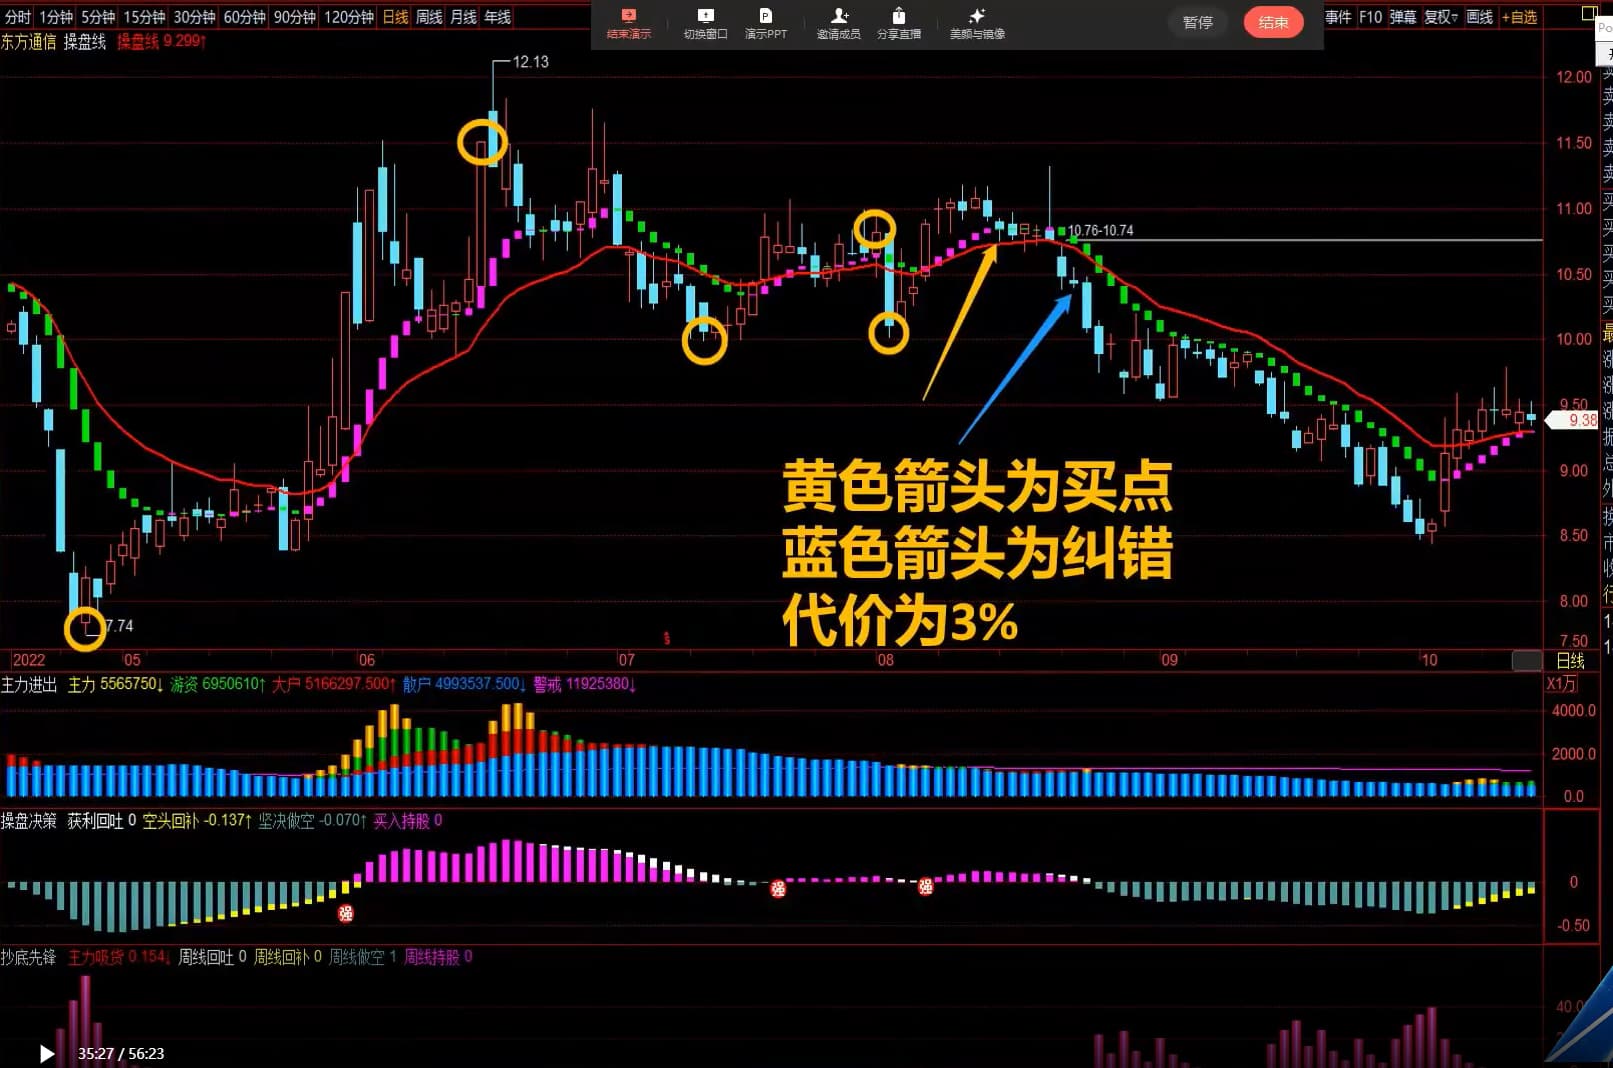 分时 1分钟 5分钟 15分钟 30分钟 60分钟 90分钟 120分钟 日线 周线 月线 年线
结束演示 切换窗口 演示PPT 邀请成员 分享直播 美颜与镜像 暂停 结束
事件 F10 弹幕 复权 画线 +自选
东方通信 操盘线 操盘线 9.299↑
12.13
12.00
11.50
11.00
10.76-10.74
10.50
10.00
9.50
9.38
9.00
8.50
8.00
7.50
黄色箭头为买点
蓝色箭头为纠错
代价为3%
7.74
2022 05 06 07 08 09 10 日线
主力进出 主力 5565750↓ 游资 6950610↑ 大户 5166297.500↑ 散户 4993537.500↓ 警戒 11925380↓ X1万
4000.0
2000.0
0.0
操盘决策 获利回吐 0 空头回补 -0.137↑ 坚决做空 -0.070↑ 买入持股 0
强 强 强
0
-0.50
抄底先锋 主力吸货 0.154↓ 周线回吐 0 周线回补 0 周线做空 1 周线持股 0
40.0
35:27 / 56:23